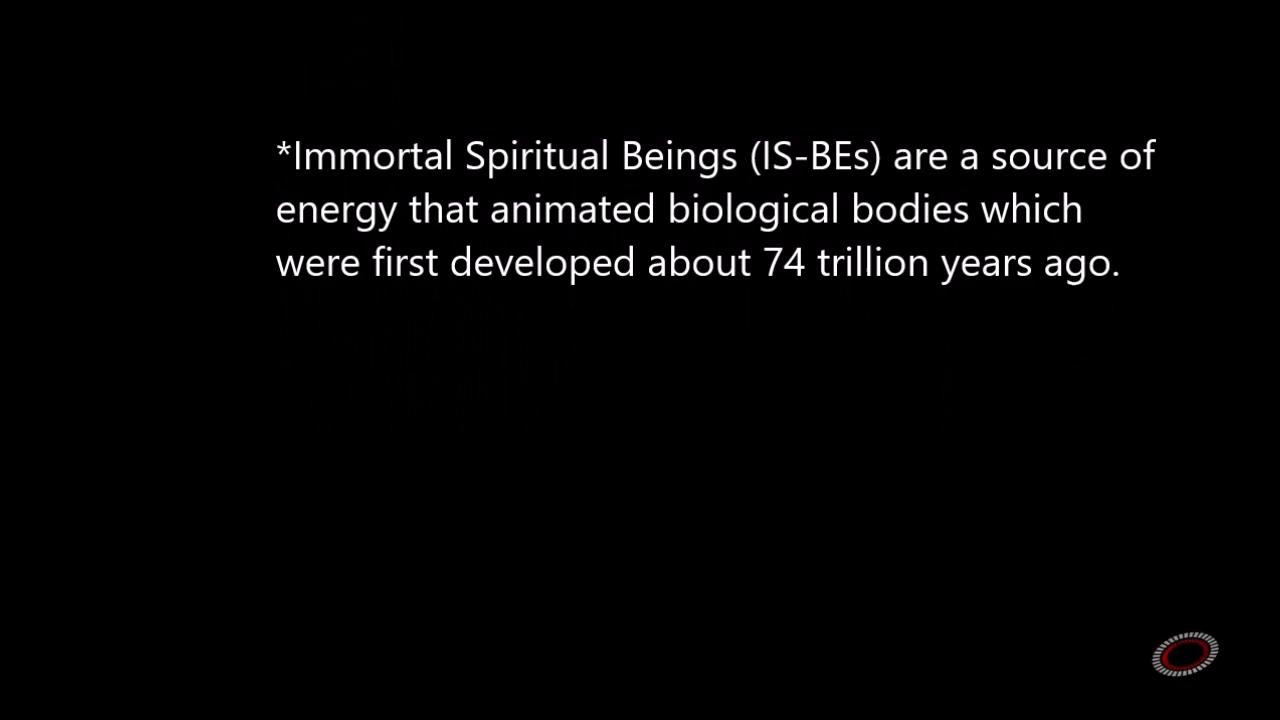 *Immortal Spiritual Beings (IS-BEs) are a source of
energy that animated biological bodies which
were first developed about 74 trillion years ago.